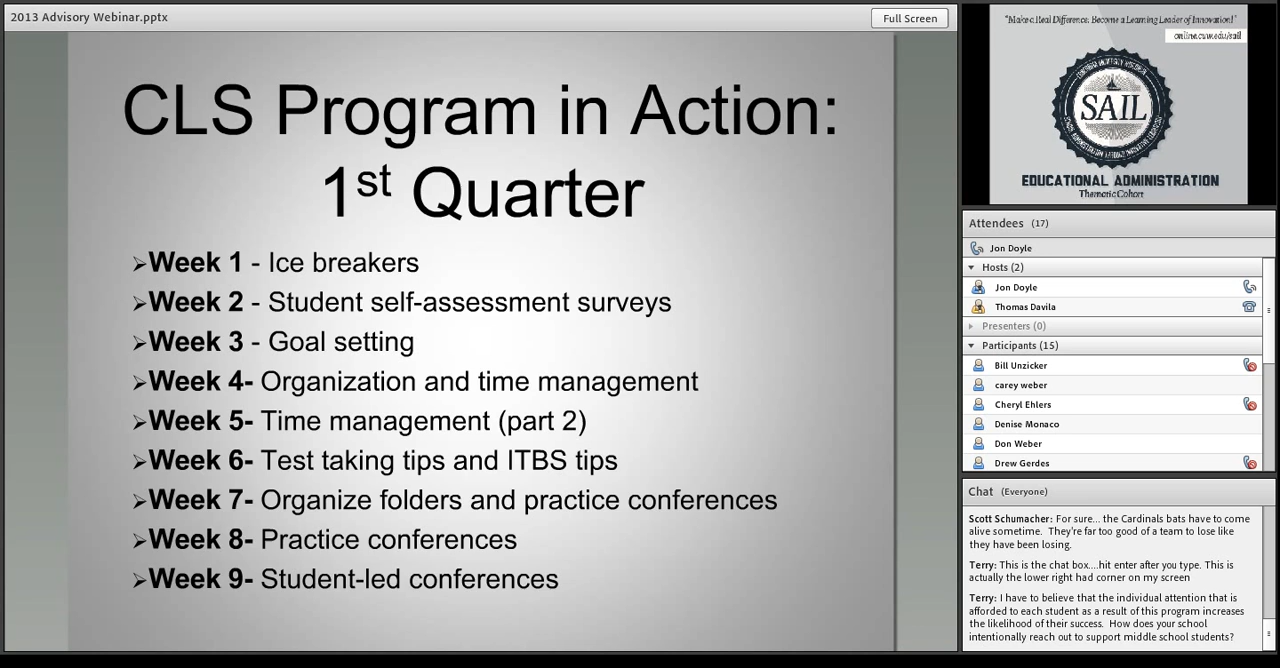 2013 Advisory Webinar.pptx
Full Screen
CLS Program in Action:
1st Quarter
➢Week 1 - Ice breakers
➢Week 2 - Student self-assessment surveys
➢Week 3 - Goal setting
➢Week 4- Organization and time management
➢Week 5- Time management (part 2)
➢Week 6- Test taking tips and ITBS tips
➢Week 7- Organize folders and practice conferences
➢Week 8- Practice conferences
➢Week 9- Student-led conferences
"Make a Real Difference: Become a Learning Leader of Innovation!"
online.cuw.edu/sail
CONCORDIA UNIVERSITY WISCONSIN
SAIL
EDUCATIONAL ADMINISTRATION
Thematic Cohort
Attendees (17)
Jon Doyle
Hosts (2)
Jon Doyle
Thomas Davila
Presenters (0)
Participants (15)
Bill Unzicker
carey weber
Cheryl Ehlers
Denise Monaco
Don Weber
Drew Gerdes
Chat (Everyone)
Scott Schumacher: For sure... the Cardinals bats have to come
alive sometime. They're far too good of a team to lose like
they have been losing.
Terry: This is the chat box....hit enter after you type. This is
actually the lower right had corner on my screen
Terry: I have to believe that the individual attention that is
afforded to each student as a result of this program increases
the likelihood of their success. How does your school
intentionally reach out to support middle school students?